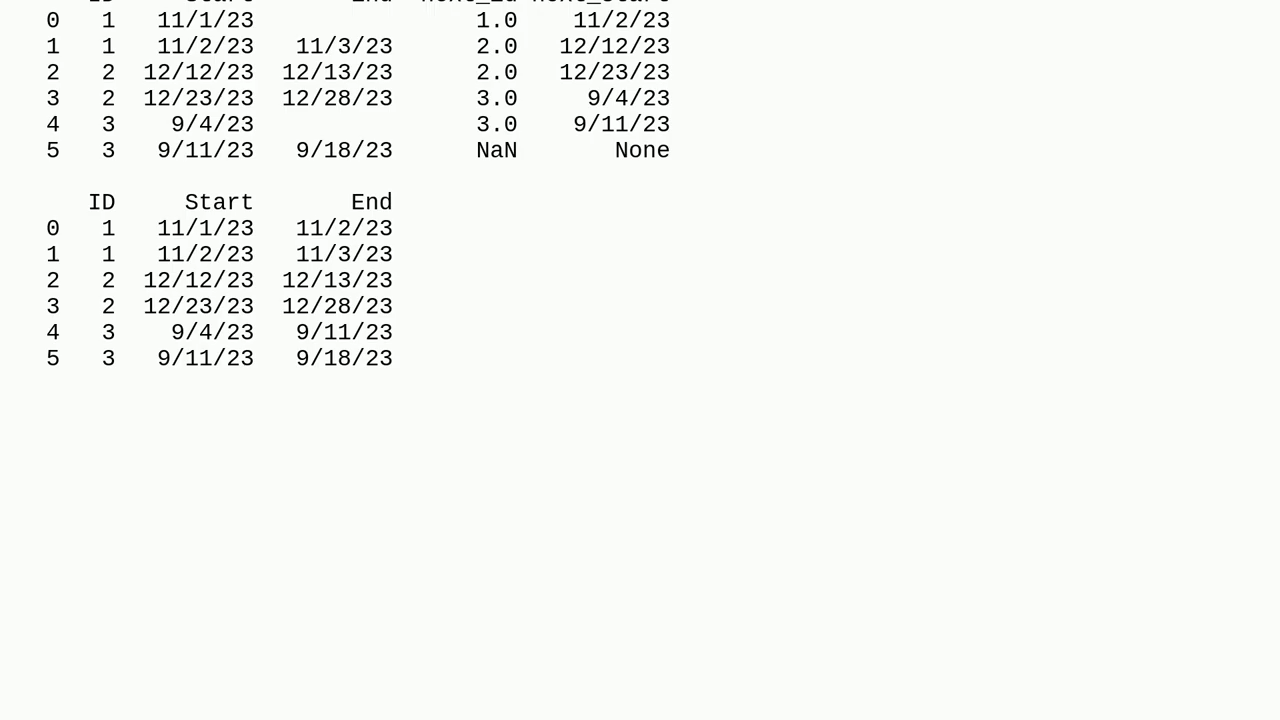 0 1 11/1/23 1.0 11/2/23
1 1 11/2/23 11/3/23 2.0 12/12/23
2 2 12/12/23 12/13/23 2.0 12/23/23
3 2 12/23/23 12/28/23 3.0 9/4/23
4 3 9/4/23 3.0 9/11/23
5 3 9/11/23 9/18/23 NaN None
ID Start End
0 1 11/1/23 11/2/23
1 1 11/2/23 11/3/23
2 2 12/12/23 12/13/23
3 2 12/23/23 12/28/23
4 3 9/4/23 9/11/23
5 3 9/11/23 9/18/23